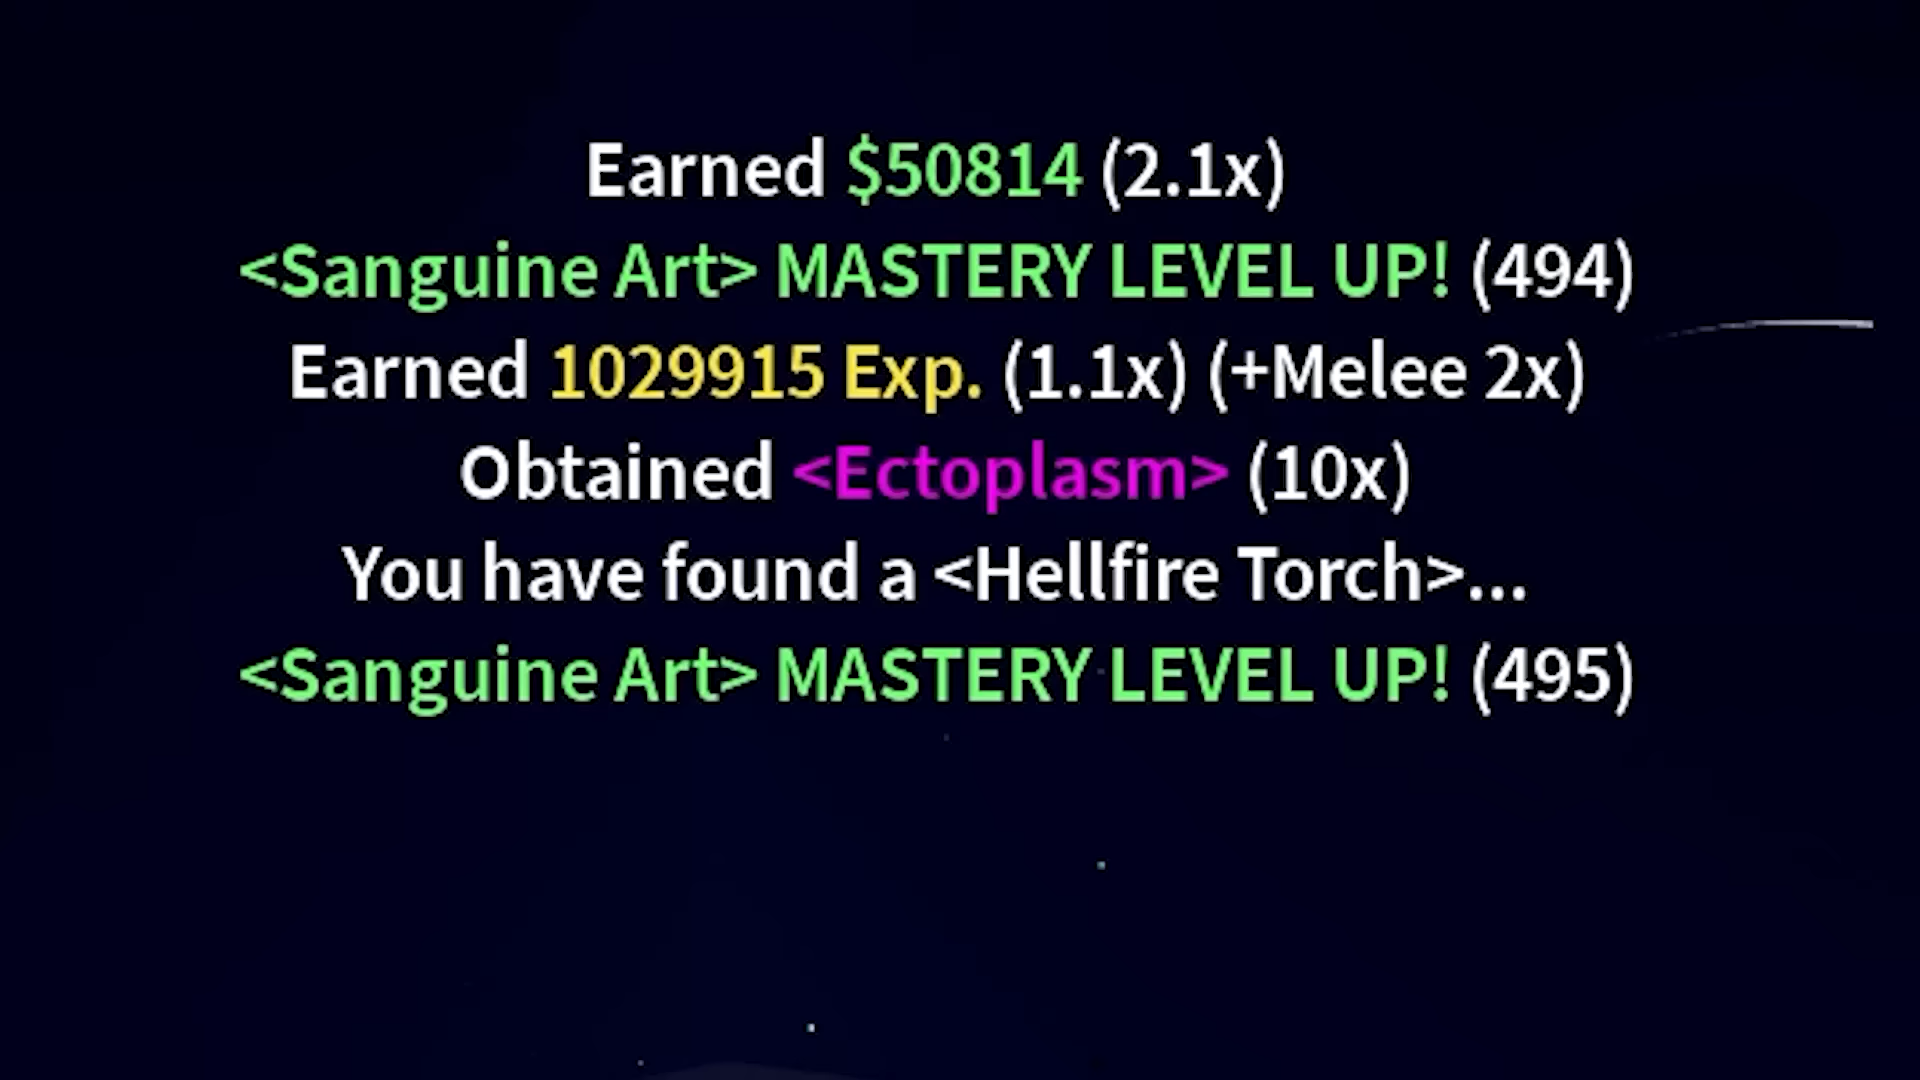 Earned $50814 (2.1x)
<Sanguine Art> MASTERY LEVEL UP! (494)
Earned 1029915 Exp. (1.1x) (+Melee 2x)
Obtained <Ectoplasm> (10x)
You have found a <Hellfire Torch>...
<Sanguine Art> MASTERY LEVEL UP! (495)